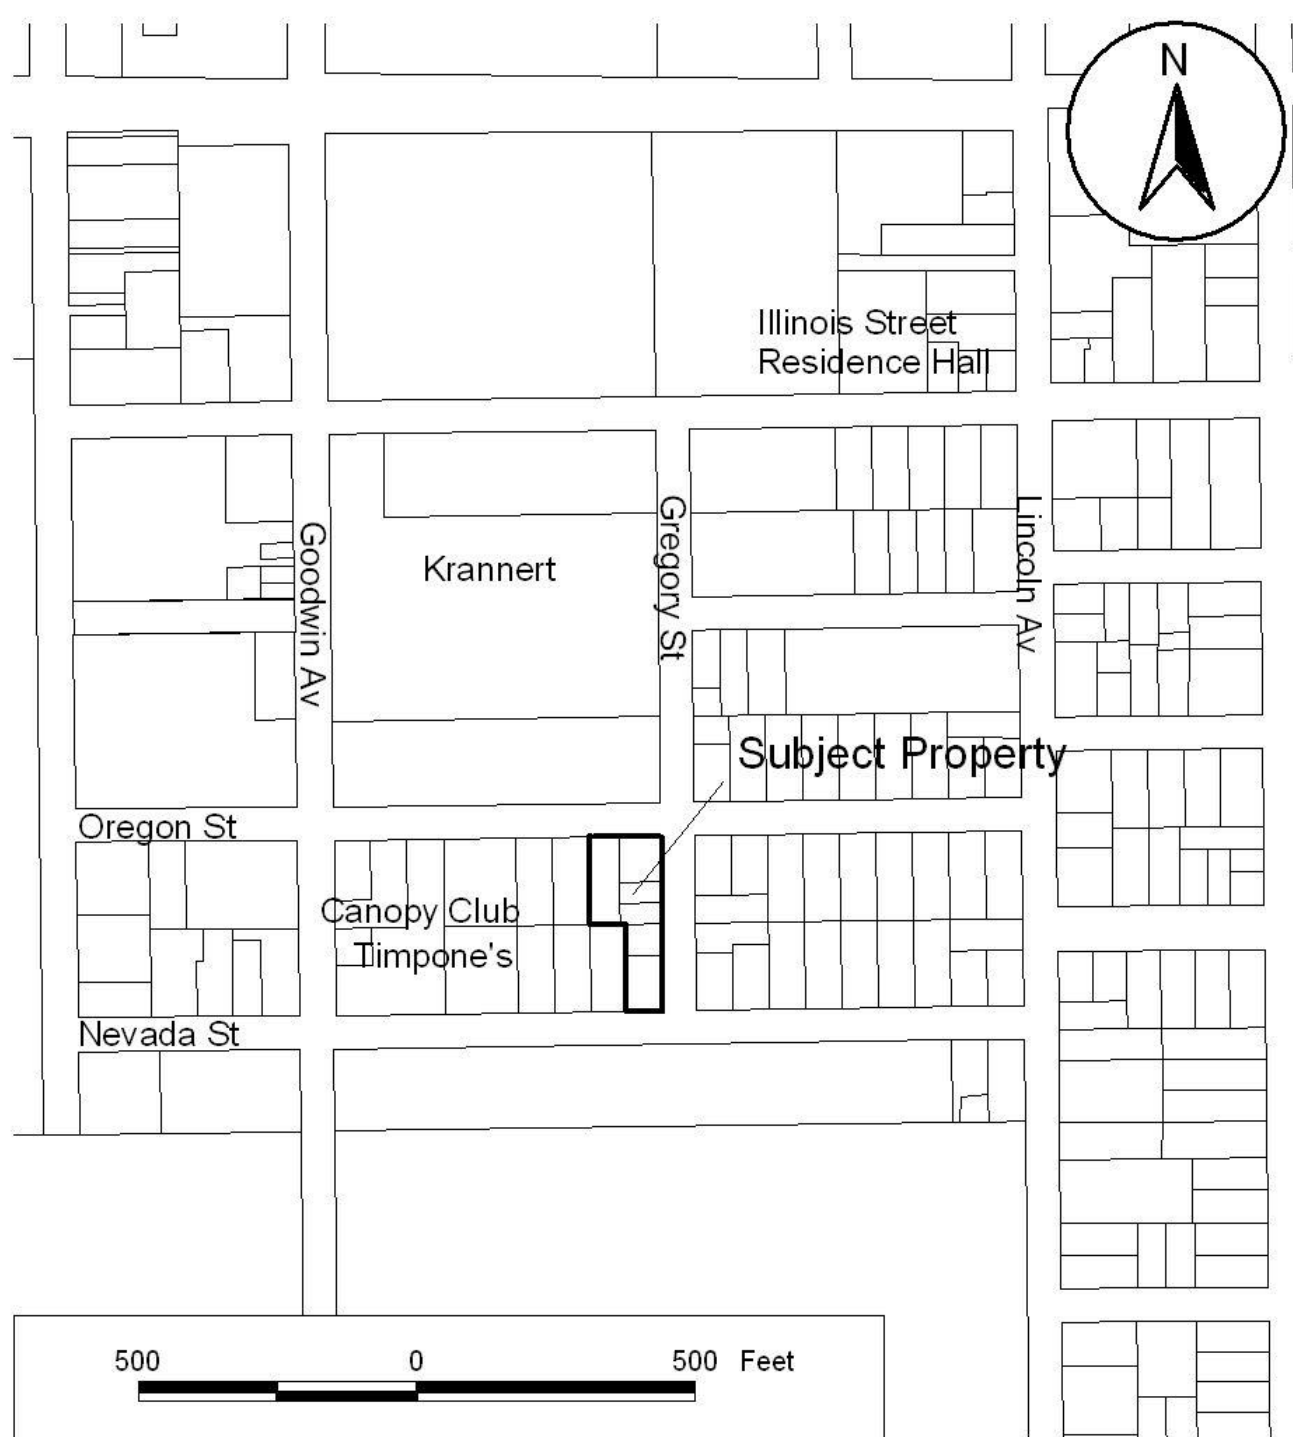 N
Illinois Street
Residence Hall
Goodwin Av
Krannert
Gregory St
Lincoln Av
Subject Property
Oregon St
Canopy Club
Timpone's
Nevada St
500 0 500 Feet